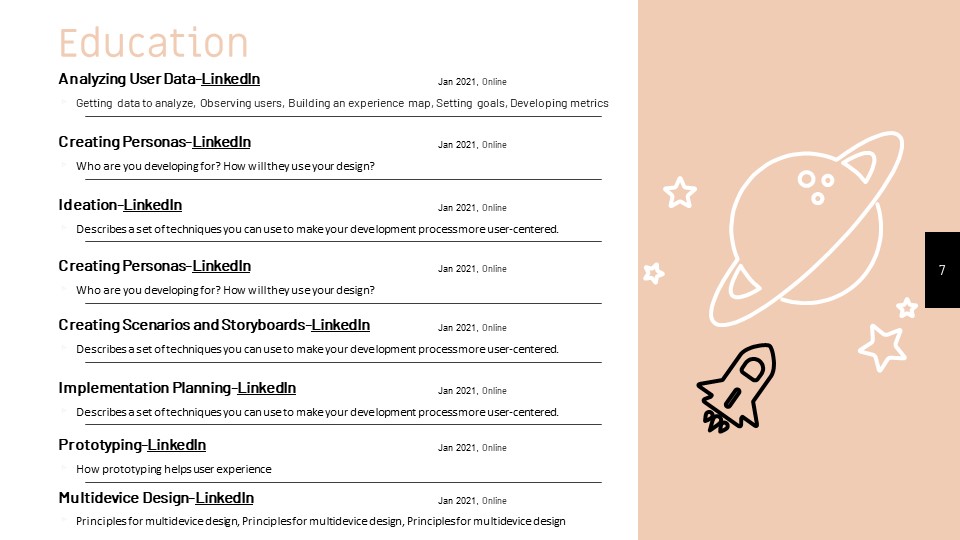 Education
Analyzing User Data-LinkedIn Jan 2021, Online
Getting data to analyze, Observing users, Building an experience map, Setting goals, Developing metrics
Creating Personas-LinkedIn Jan 2021, Online
Who are you developing for? How will they use your design?
Ideation-LinkedIn Jan 2021, Online
Describes a set of techniques you can use to make your development process more user-centered.
Creating Personas-LinkedIn Jan 2021, Online
Who are you developing for? How will they use your design?
Creating Scenarios and Storyboards-LinkedIn Jan 2021, Online
Describes a set of techniques you can use to make your development process more user-centered.
Implementation Planning-LinkedIn Jan 2021, Online
Describes a set of techniques you can use to make your development process more user-centered.
Prototyping-LinkedIn Jan 2021, Online
How prototyping helps user experience
Multidevice Design-LinkedIn Jan 2021, Online
Principles for multidevice design, Principles for multidevice design, Principles for multidevice design
7